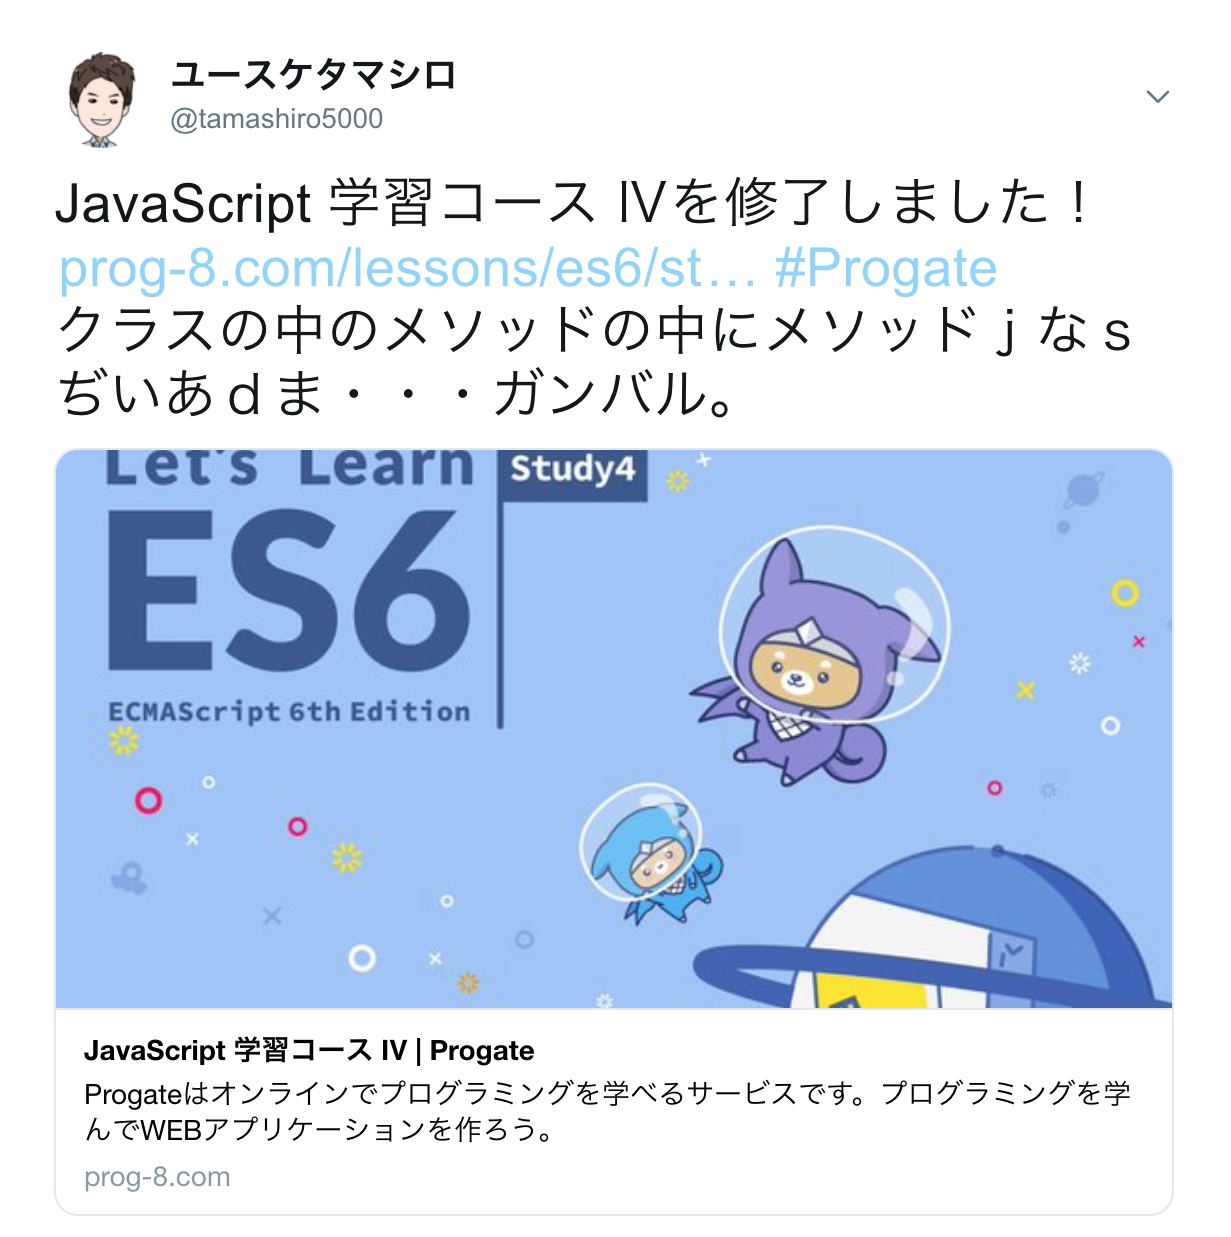 ユースケタマシロ
@tamashiro5000
JavaScript 学習コース Ⅳを修了しました！
prog-8.com/lessons/es6/st… #Progate
クラスの中のメソッドの中にメソッドｊなｓ
ぢいあｄま・・・ガンバル。
Let's Learn
Study4
ES6
ECMAScript 6th Edition
JavaScript 学習コース Ⅳ | Progate
Progateはオンラインでプログラミングを学べるサービスです。プログラミングを学
んでWEBアプリケーションを作ろう。
prog-8.com